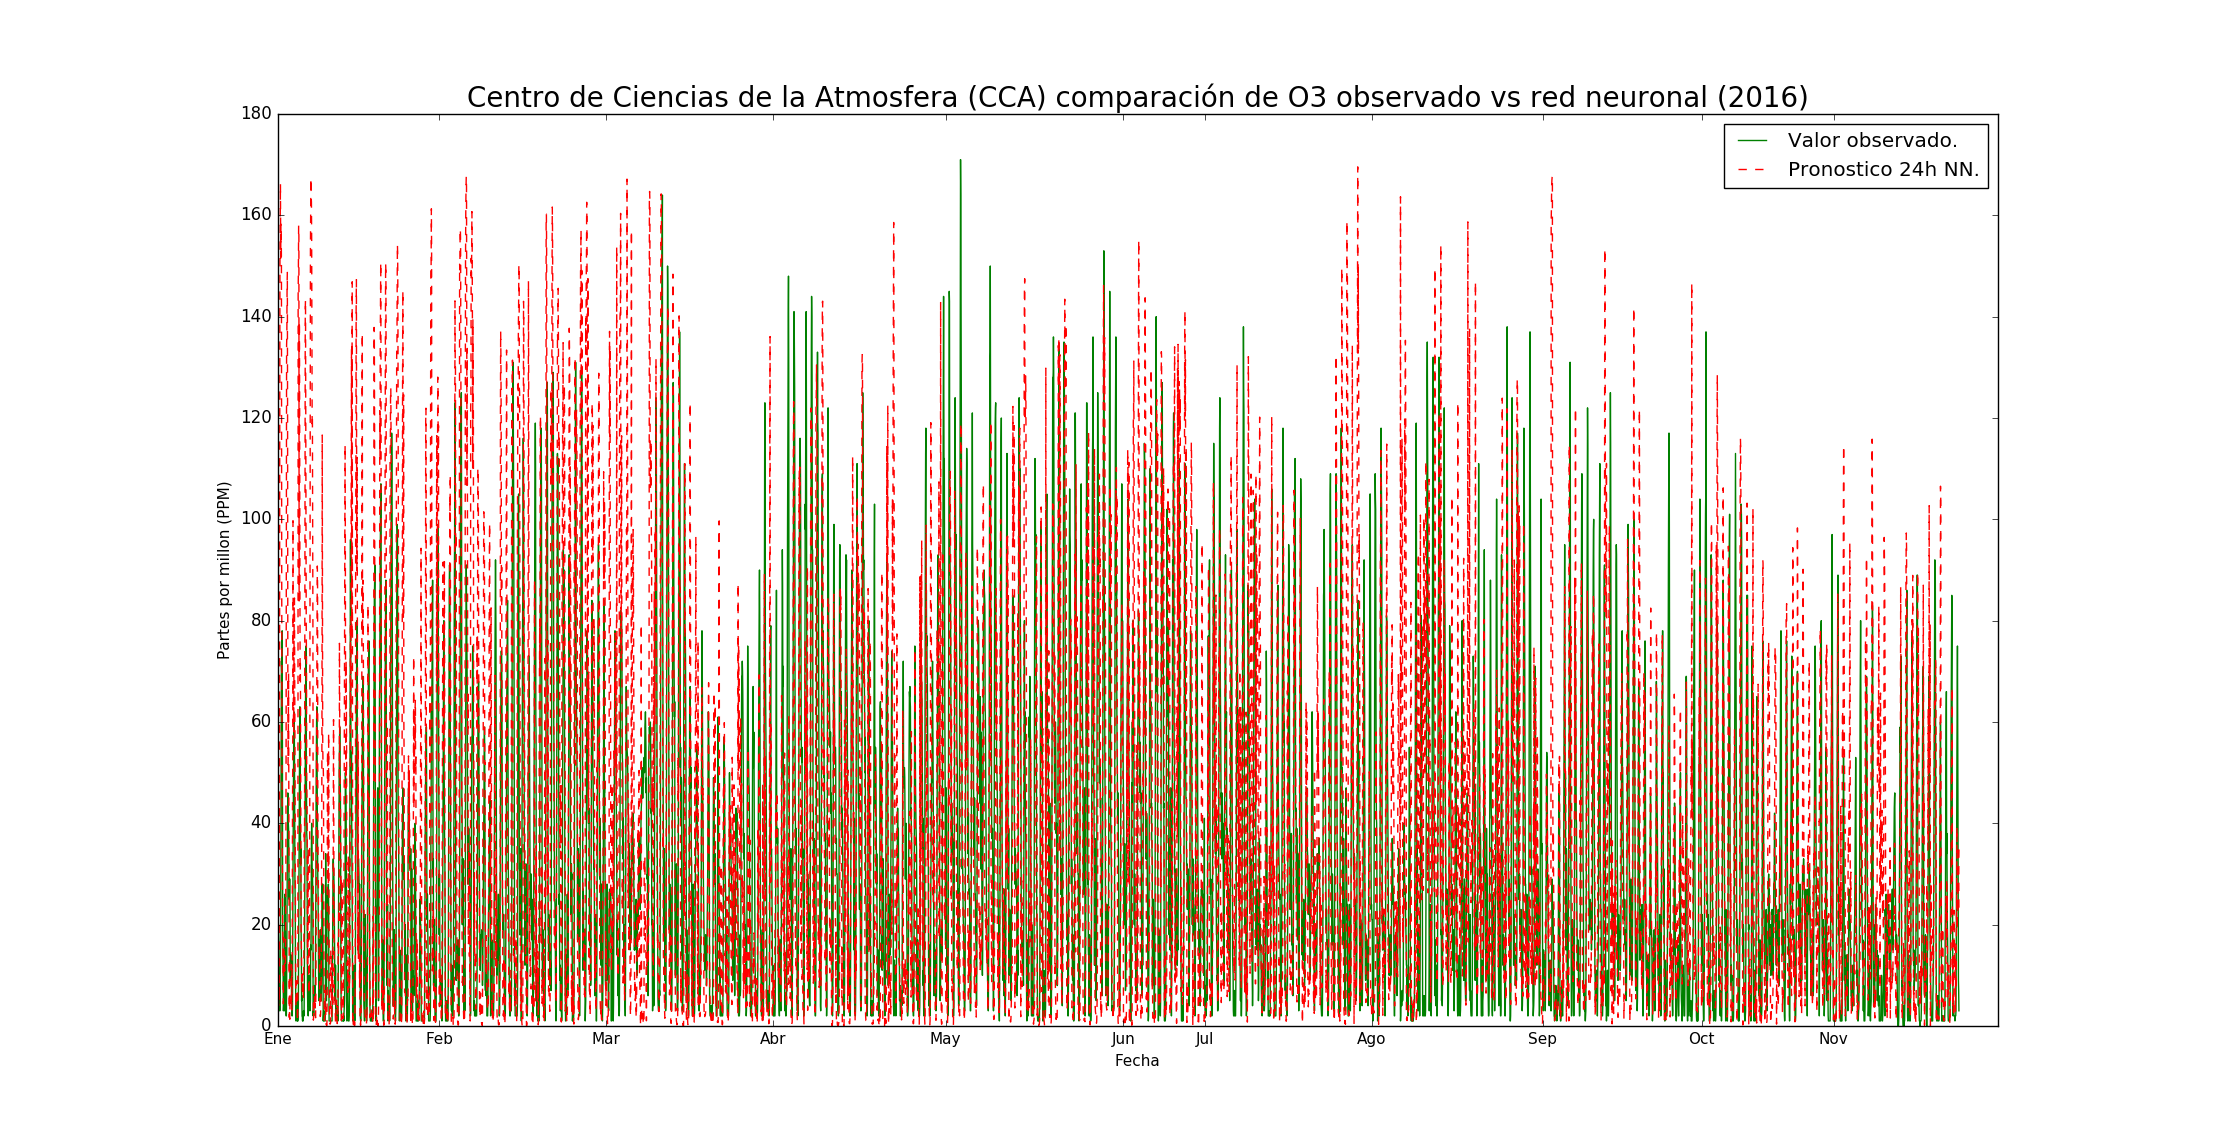 Centro de Ciencias de la Atmosfera (CCA) comparación de O3 observado vs red neuronal (2016)
Valor observado.
Pronostico 24h NN.
180
160
140
120
100
80
60
40
20
0
Partes por millon (PPM)
Ene Feb Mar Abr May Jun Jul Ago Sep Oct Nov
Fecha